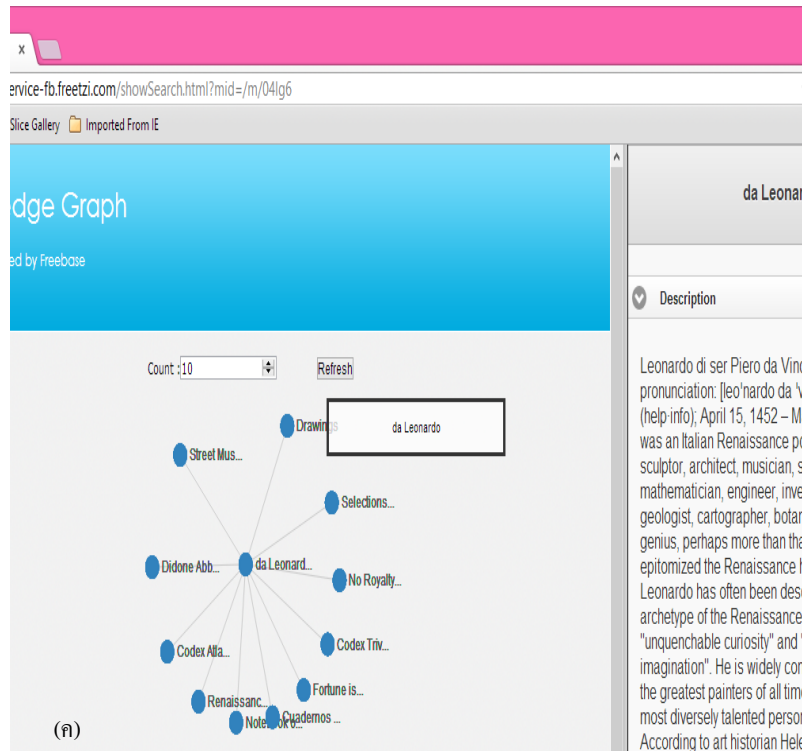 x
ervice-fb.freetzi.com/showSearch.html?mid=/m/04lg6
Slice Gallery Imported From IE
edge Graph
ed by Freebase
Count : 10 Refresh
da Leonardo
Drawings
Street Mus...
Selections...
Didone Abb...
da Leonard...
No Royalty...
Codex Atla...
Codex Triv...
Renaissanc...
Fortune is...
Notebook o...
Cuadernos ...
(ค)
da Leonar
Description
Leonardo di ser Piero da Vinc
pronunciation: [leo'nardo da 'v
(help·info); April 15, 1452 – M
was an Italian Renaissance po
sculptor, architect, musician, s
mathematician, engineer, inve
geologist, cartographer, botan
genius, perhaps more than tha
epitomized the Renaissance h
Leonardo has often been desc
archetype of the Renaissance
"unquenchable curiosity" and "
imagination". He is widely con
the greatest painters of all time
most diversely talented person
According to art historian Hele